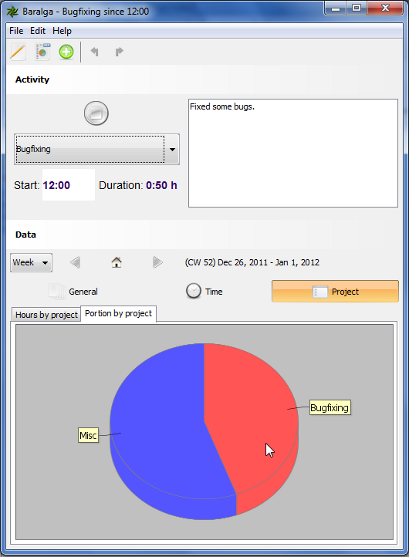 Baralga - Bugfixing since 12:00
File Edit Help
Activity
Fixed some bugs.
Bugfixing
Start: 12:00 Duration: 0:50 h
Data
Week (CW 52) Dec 26, 2011 - Jan 1, 2012
General Time Project
Hours by project Portion by project
Bugfixing
Misc